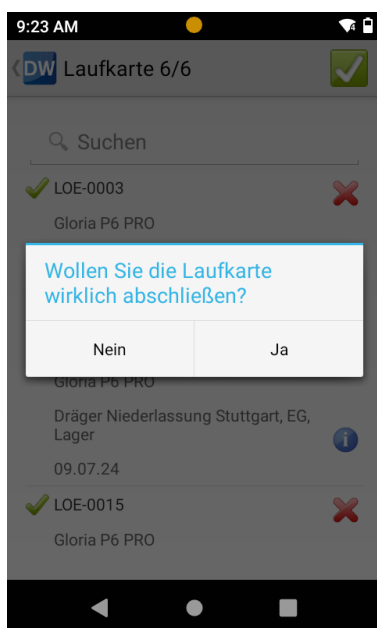 9:23 AM
DW Laufkarte 6/6
Suchen
LOE-0003
Gloria P6 PRO
Wollen Sie die Laufkarte
wirklich abschließen?
Nein Ja
Gloria P6 PRO
Dräger Niederlassung Stuttgart, EG,
Lager
09.07.24
LOE-0015
Gloria P6 PRO